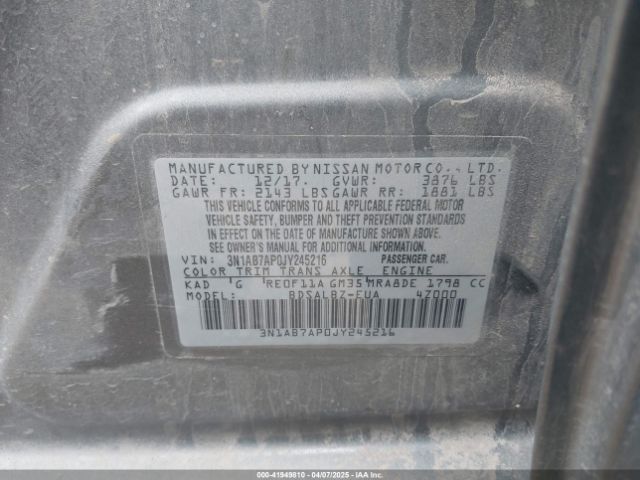 MANUFACTURED BY NISSAN MOTOR CO., LTD.
DATE: 12/17. GVWR: 3876 LBS
GAWR FR: 2143 LBS GAWR RR: 1881 LBS
THIS VEHICLE CONFORMS TO ALL APPLICABLE FEDERAL MOTOR
VEHICLE SAFETY, BUMPER AND THEFT PREVENTION STANDARDS
IN EFFECT ON THE DATE OF MANUFACTURE SHOWN ABOVE.
SEE OWNER'S MANUAL FOR ADDITIONAL INFORMATION.
VIN: 3N1AB7AP0JY245216 PASSENGER CAR.
COLOR TRIM TRANS AXLE ENGINE
KAD G RE0F11A GM35 MRA8DE 1798 CC
MODEL: BDSALBZ-EUA 4Z000
3N1AB7AP0JY245216
000-41949810 | 04/07/2025 | IAAI.COM